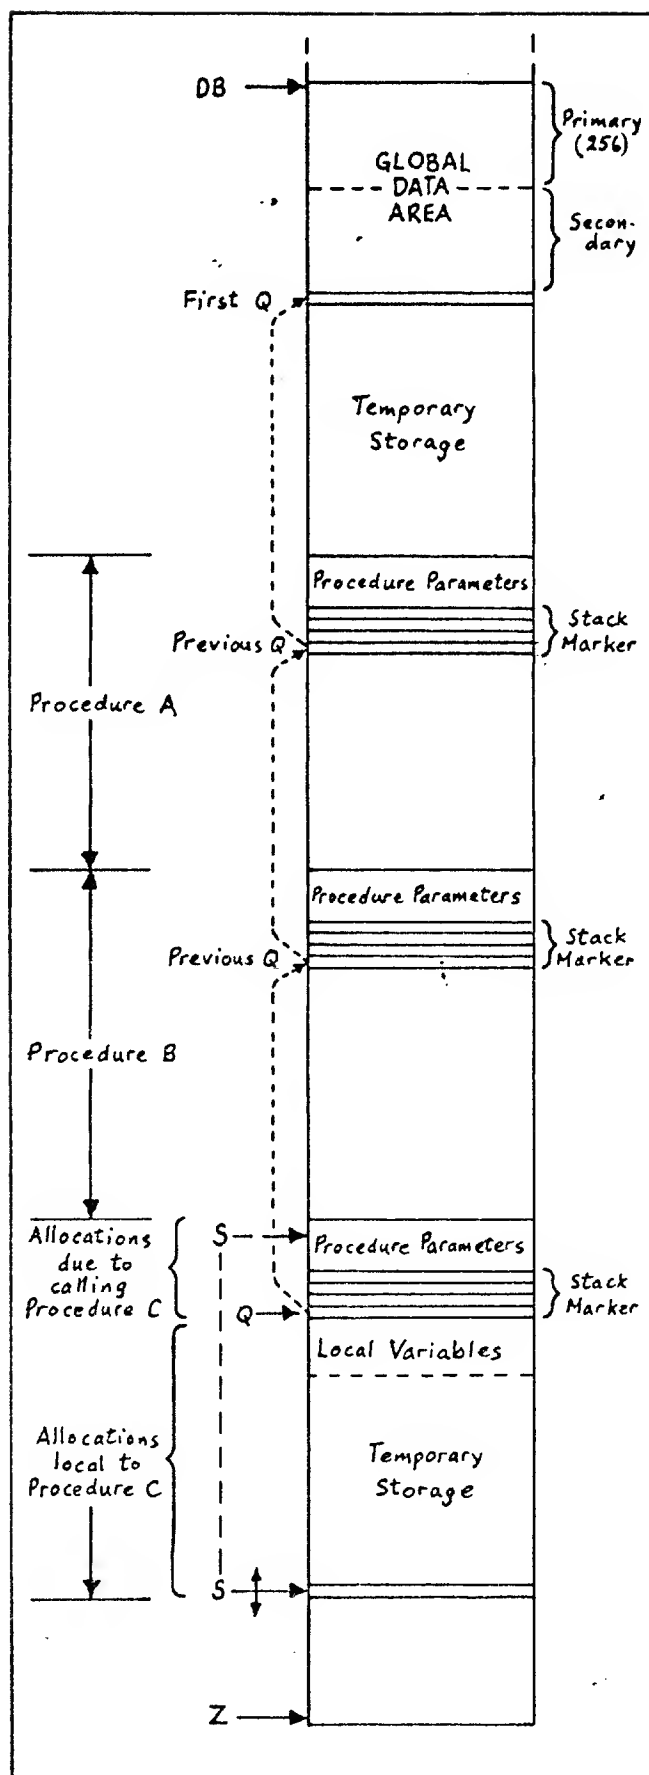 DB
Primary
(256)
GLOBAL
DATA
AREA
Secon-
dary
First Q
Temporary
Storage
Procedure Parameters
Stack
Marker
Previous Q
Procedure A
Procedure Parameters
Stack
Marker
Previous Q
Procedure B
Allocations
due to
calling
Procedure C
S
Procedure Parameters
Stack
Marker
Q
Local Variables
Allocations
local to
Procedure C
Temporary
Storage
S
Z